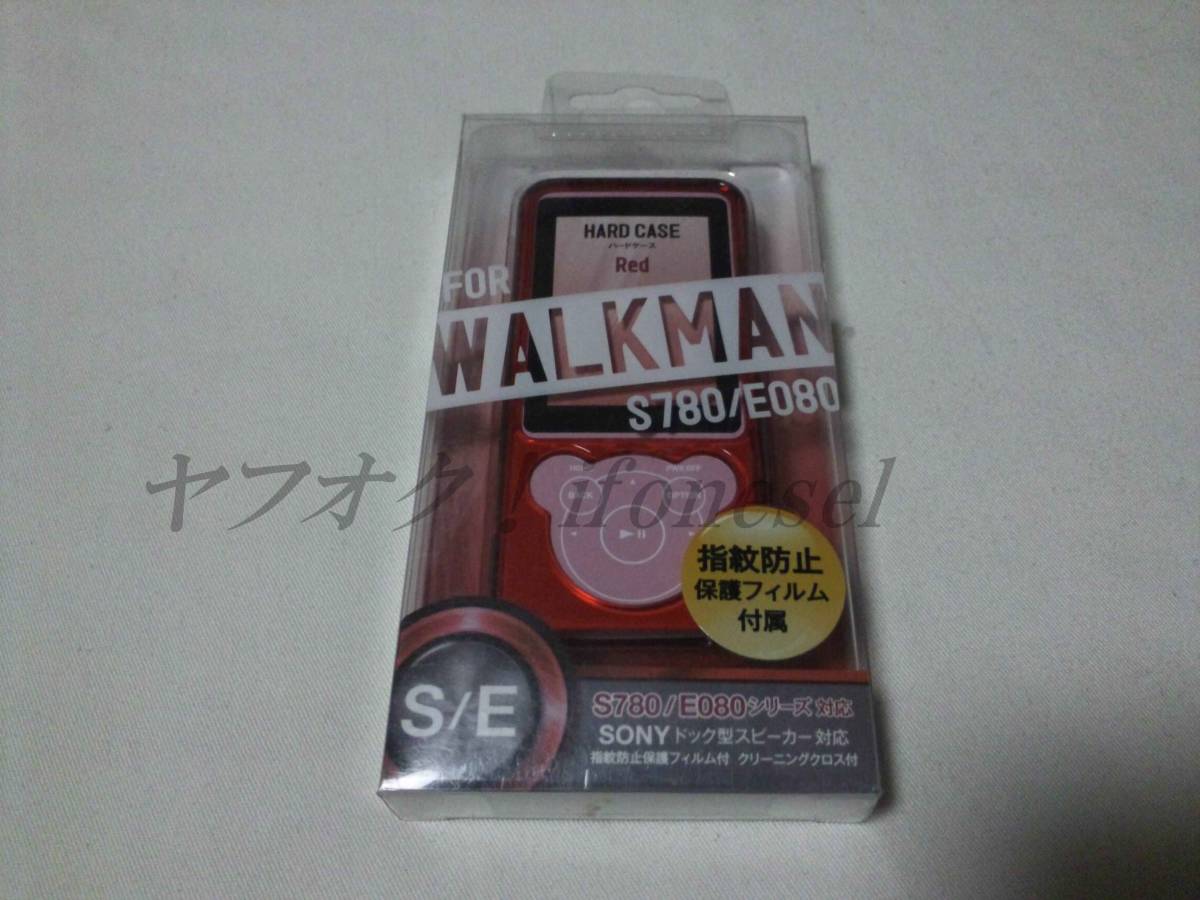 HARD CASE
ハードケース
Red
FOR
WALKMAN
S780/E080
PWR OFF
BACK
OPTION
ヤフオク! ifonesel
指紋防止
保護フィルム
付属
S/E
S780/E080シリーズ 対応
SONYドック型スピーカー対応
指紋防止保護フィルム付 クリーニングクロス付